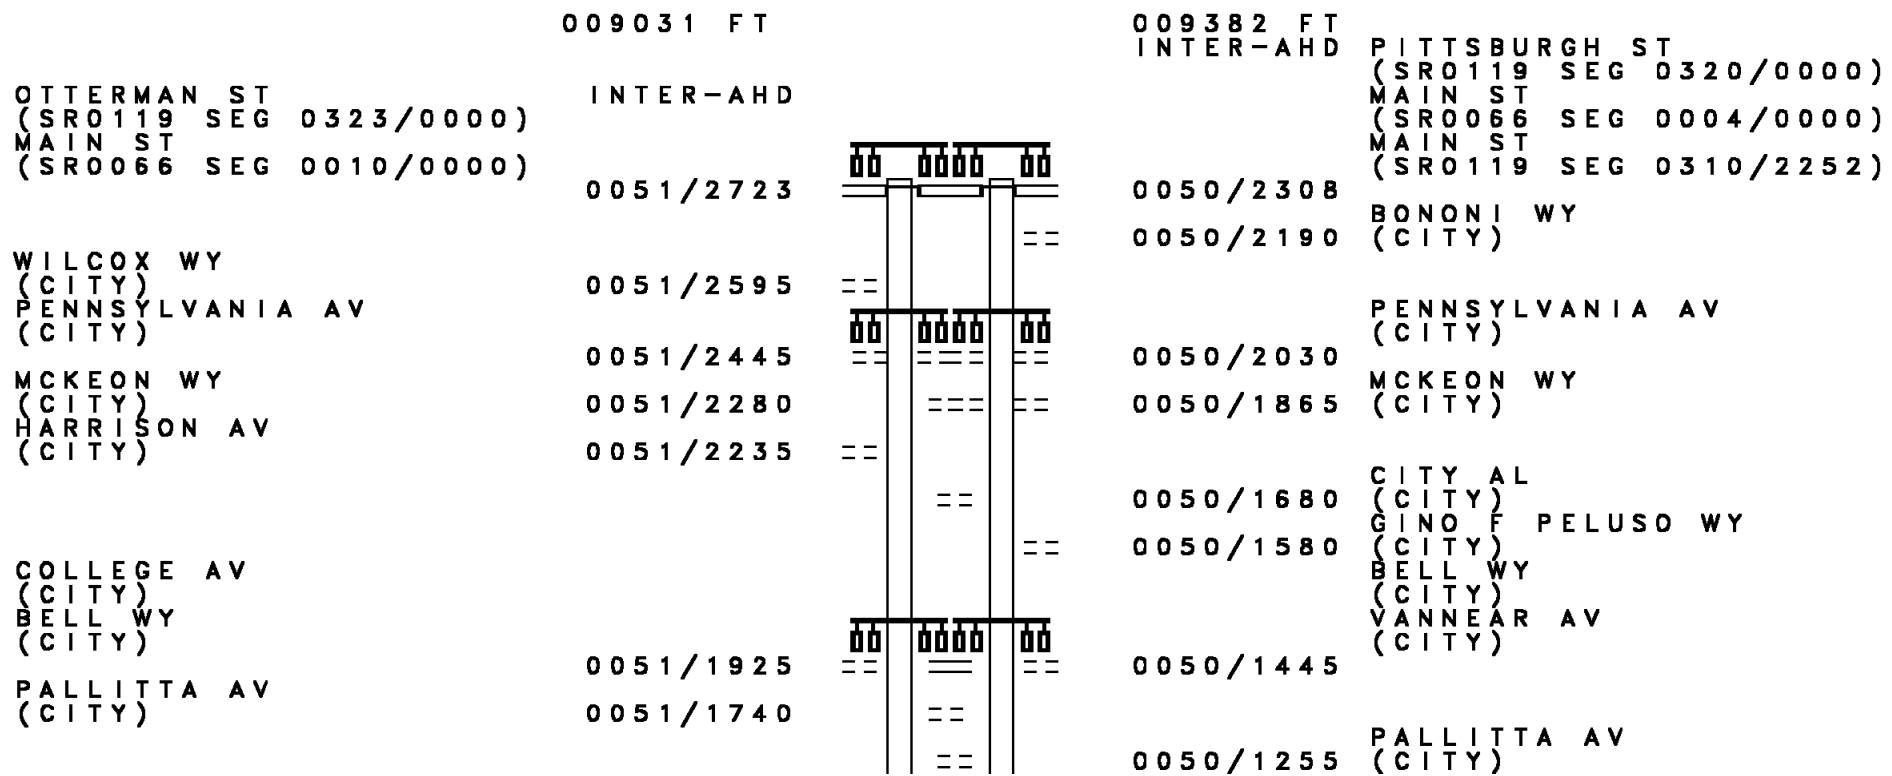 009031 FT 009382 FT
INTER-AHD PITTSBURGH ST
(SR0119 SEG 0320/0000)
OTTERMAN ST INTER-AHD MAIN ST
(SR0119 SEG 0323/0000) (SR0066 SEG 0004/0000)
MAIN ST MAIN ST
(SR0066 SEG 0010/0000) (SR0119 SEG 0310/2252)
0051/2723 0050/2308
BONONI WY
0050/2190 (CITY)
WILCOX WY
(CITY) 0051/2595
PENNSYLVANIA AV PENNSYLVANIA AV
(CITY) (CITY)
0051/2445 0050/2030
MCKEON WY MCKEON WY
(CITY) 0051/2280 0050/1865 (CITY)
HARRISON AV
(CITY) 0051/2235
CITY AL
0050/1680 (CITY)
GINO F PELUSO WY
0050/1580 (CITY)
COLLEGE AV BELL WY
(CITY) (CITY)
BELL WY VANNEAR AV
(CITY) (CITY)
0051/1925 0050/1445
PALLITTA AV
(CITY) 0051/1740
PALLITTA AV
0050/1255 (CITY)